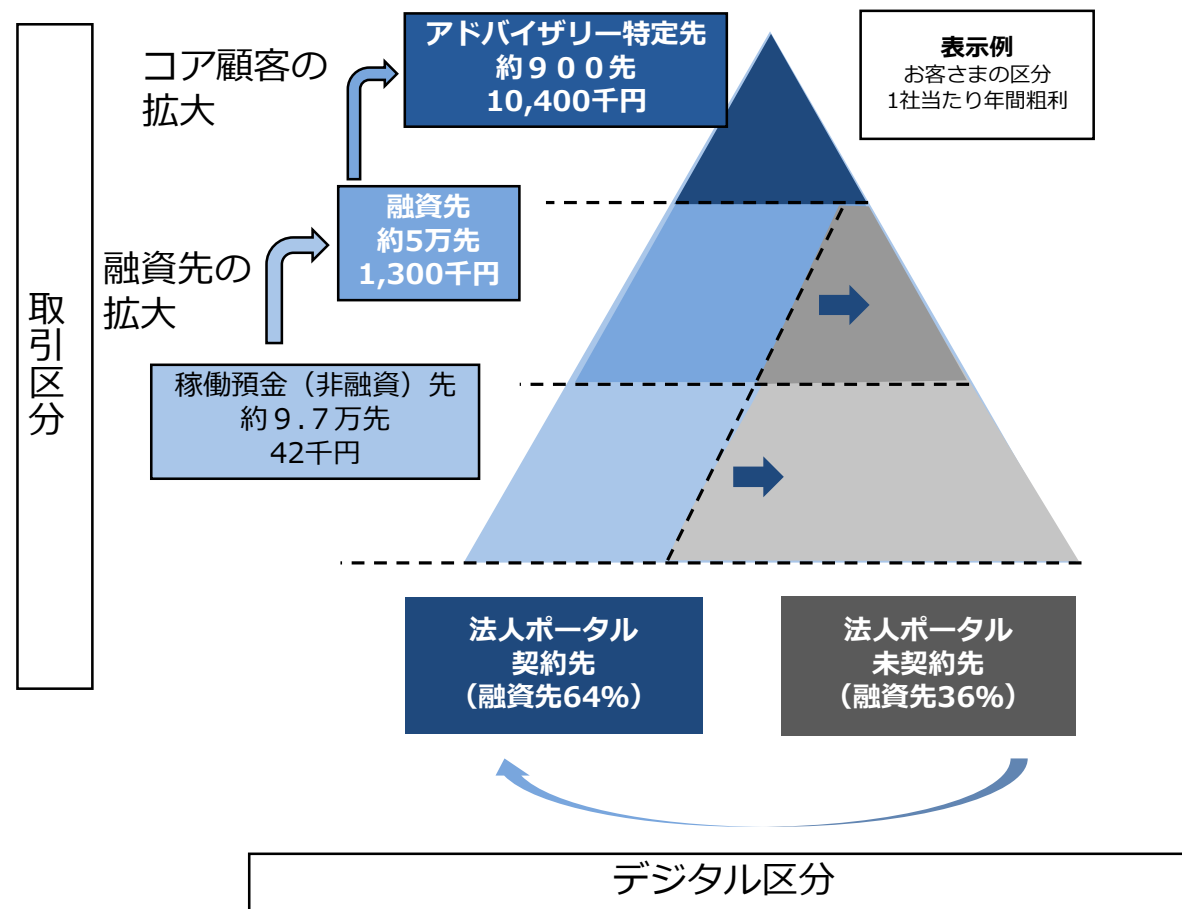 コア顧客の
拡大
アドバイザリー特定先
約９００先
10,400千円
表示例
お客さまの区分
1社当たり年間粗利
融資先の
拡大
融資先
約5万先
1,300千円
取引区分
稼働預金（非融資）先
約９.７万先
42千円
法人ポータル
契約先
（融資先64%）
法人ポータル
未契約先
（融資先36%）
デジタル区分